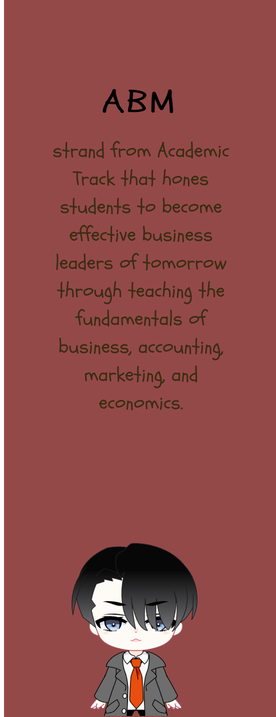 ABM
strand from Academic
Track that hones
students to become
effective business
leaders of tomorrow
through teaching the
fundamentals of
business, accounting,
marketing, and
economics.